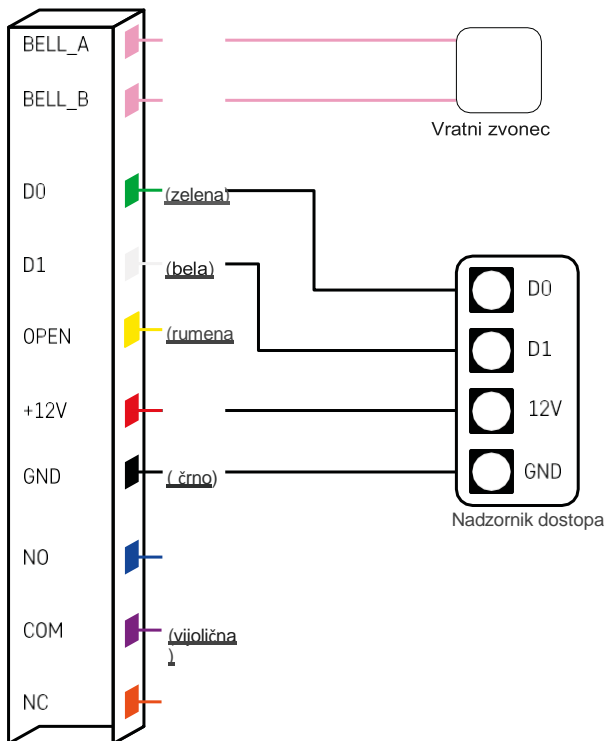 BELL_A
BELL_B
Vratni zvonec
D0
(zelena)
D1
(bela)
OPEN
(rumena
+12V
GND
( črno)
NO
COM
(vijolična
)
NC
D0
D1
12V
GND
Nadzornik dostopa